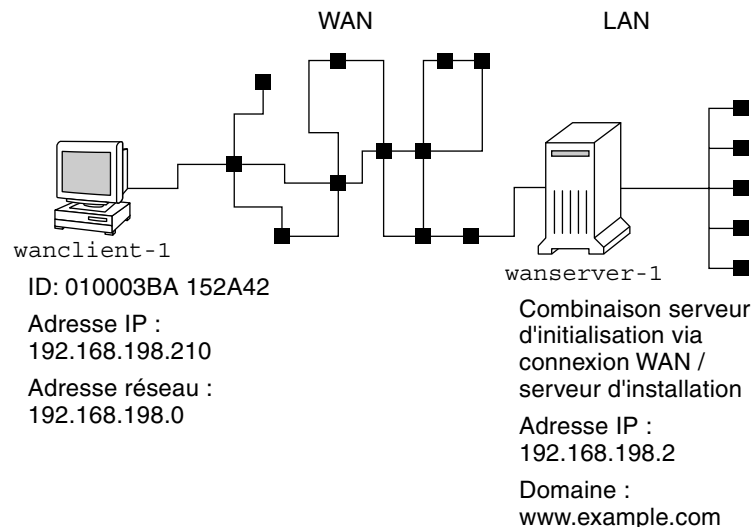 WAN
LAN
wanclient-1
ID: 010003BA 152A42
Adresse IP :
192.168.198.210
Adresse réseau :
192.168.198.0
wanserver-1
Combinaison serveur
d'initialisation via
connexion WAN /
serveur d'installation
Adresse IP :
192.168.198.2
Domaine :
www.example.com